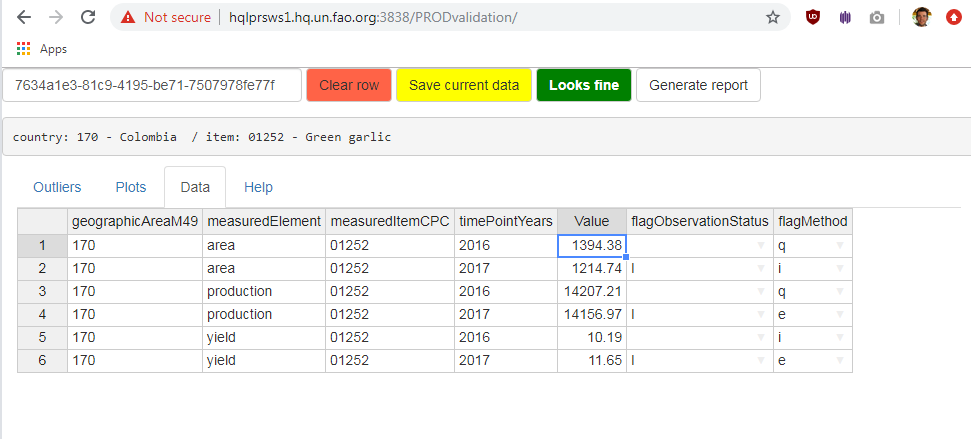 Not secure | hqlprsws1.hq.un.fao.org:3838/PRODvalidation/
Apps
7634a1e3-81c9-4195-be71-7507978fe77f Clear row Save current data Looks fine Generate report
country: 170 - Colombia / item: 01252 - Green garlic
Outliers Plots Data Help
geographicAreaM49 measuredElement measuredItemCPC timePointYears Value flagObservationStatus flagMethod
1 170 area 01252 2016 1394.38 q
2 170 area 01252 2017 1214.74 I i
3 170 production 01252 2016 14207.21 q
4 170 production 01252 2017 14156.97 I e
5 170 yield 01252 2016 10.19 i
6 170 yield 01252 2017 11.65 I e